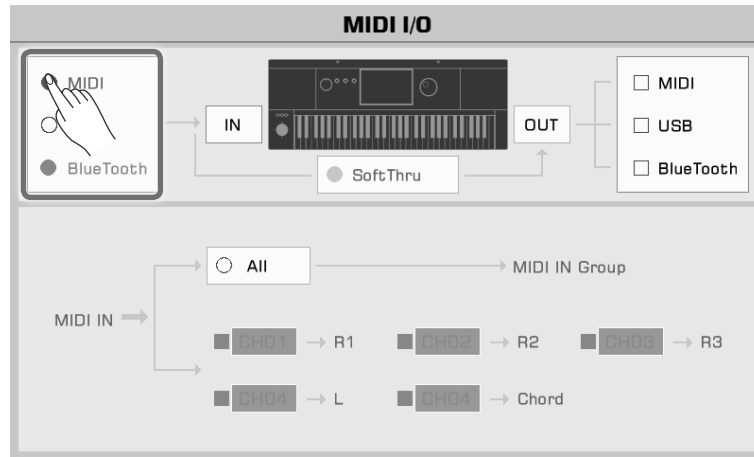 MIDI I/O
MIDI
BlueTooth
IN
OUT
SoftThru
MIDI
USB
BlueTooth
MIDI IN
All
MIDI IN Group
CH01
R1
CH02
R2
CH03
R3
CH04
L
CH04
Chord